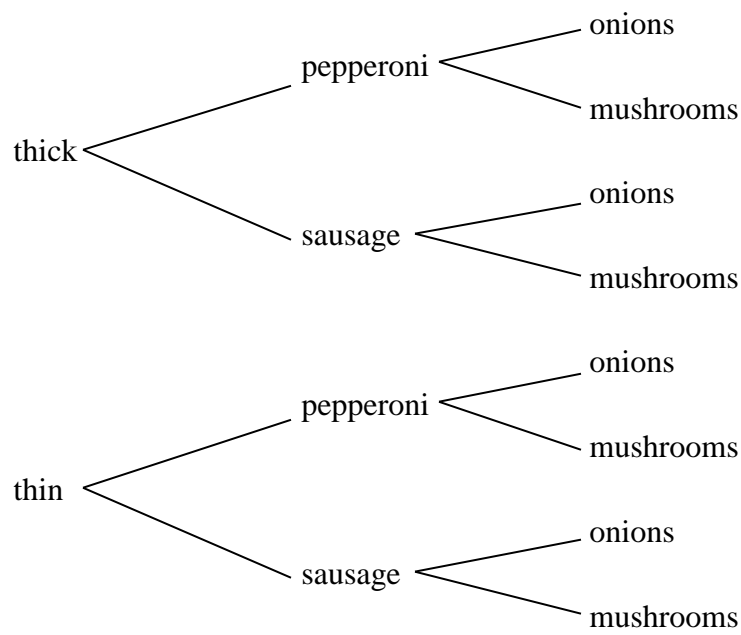 onions
pepperoni
mushrooms
thick
onions
sausage
mushrooms
onions
pepperoni
mushrooms
thin
onions
sausage
mushrooms